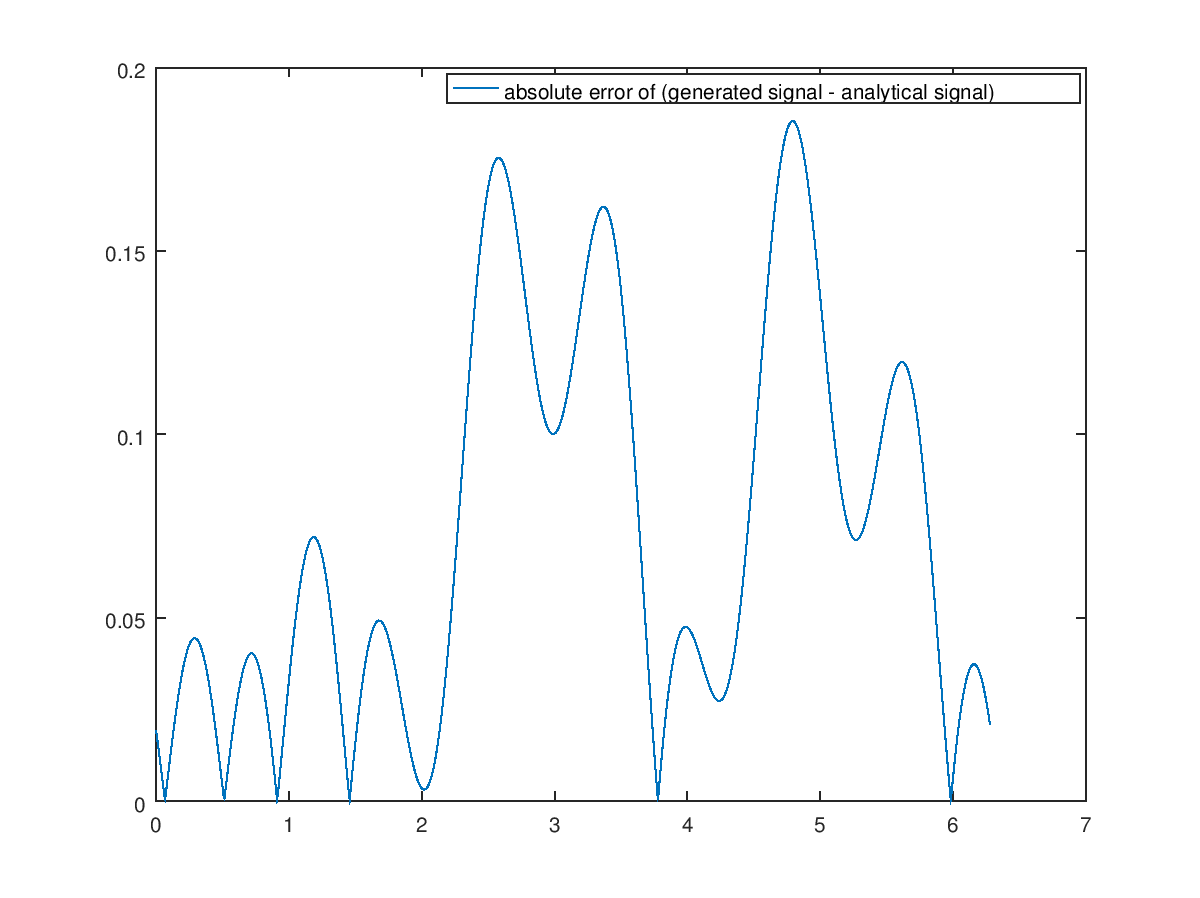 0.2
absolute error of (generated signal - analytical signal)
0.15
0.1
0.05
0
0 1 2 3 4 5 6 7